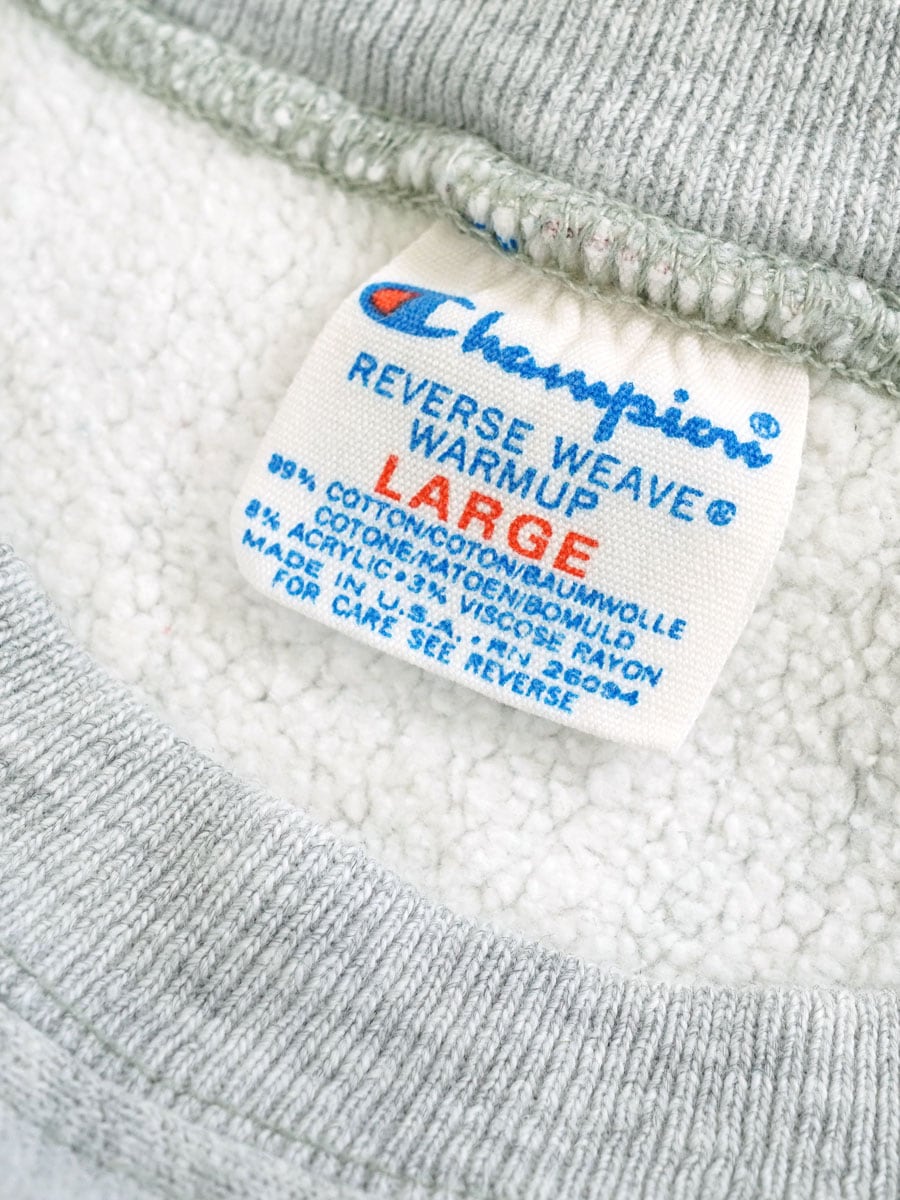 Champion®
REVERSE WEAVE®
WARMUP
LARGE
89% COTTON/COTON/BAUMWOLLE
COTONE/KATOEN/BOMULD
8% ACRYLIC•3% VISCOSE RAYON
MADE IN U.S.A.•RN 26094
FOR CARE SEE REVERSE